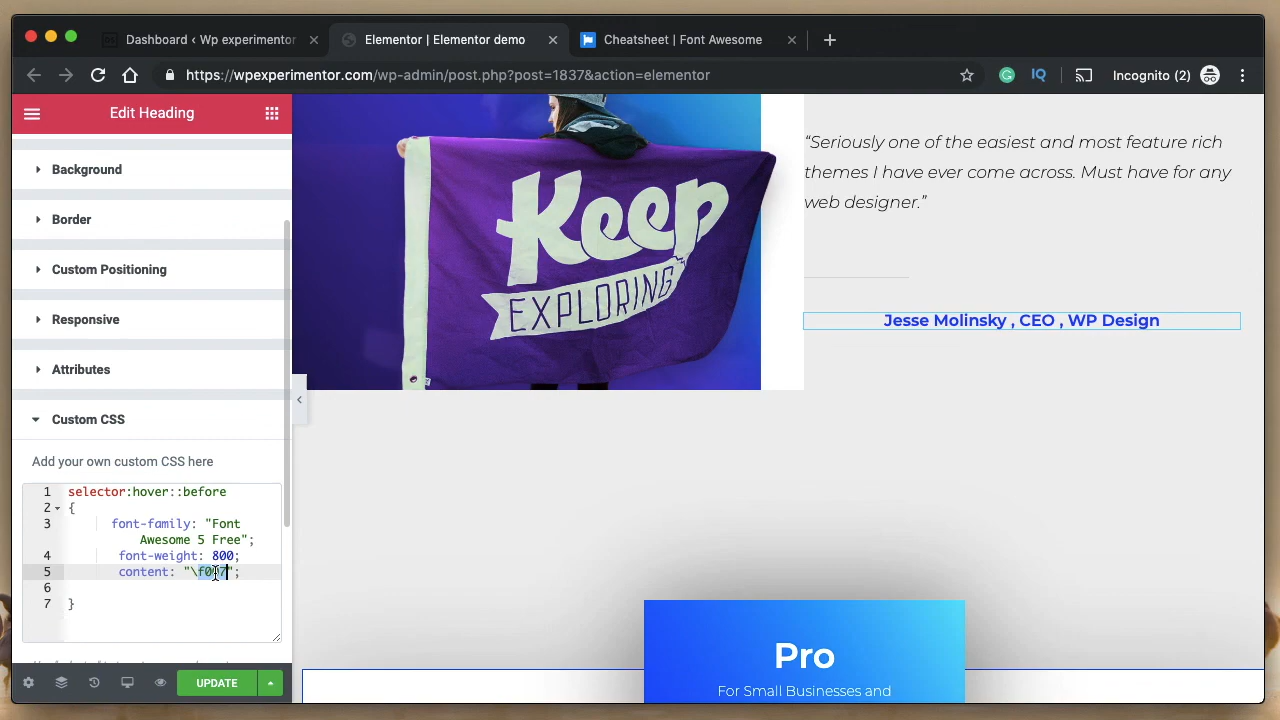 Dashboard ‹ Wp experimentor
Elementor | Elementor demo
Cheatsheet | Font Awesome
https://wpexperimentor.com/wp-admin/post.php?post=1837&action=elementor
IQ
Incognito (2)
Edit Heading
Background
Border
Custom Positioning
Responsive
Attributes
Custom CSS
Add your own custom CSS here
1 selector:hover::before
2 {
3 font-family: "Font
Awesome 5 Free";
4 font-weight: 800;
5 content: "\f007";
6
7 }
UPDATE
Keep
EXPLORING
“Seriously one of the easiest and most feature rich
themes I have ever come across. Must have for any
web designer.”
Jesse Molinsky , CEO , WP Design
Pro
For Small Businesses and